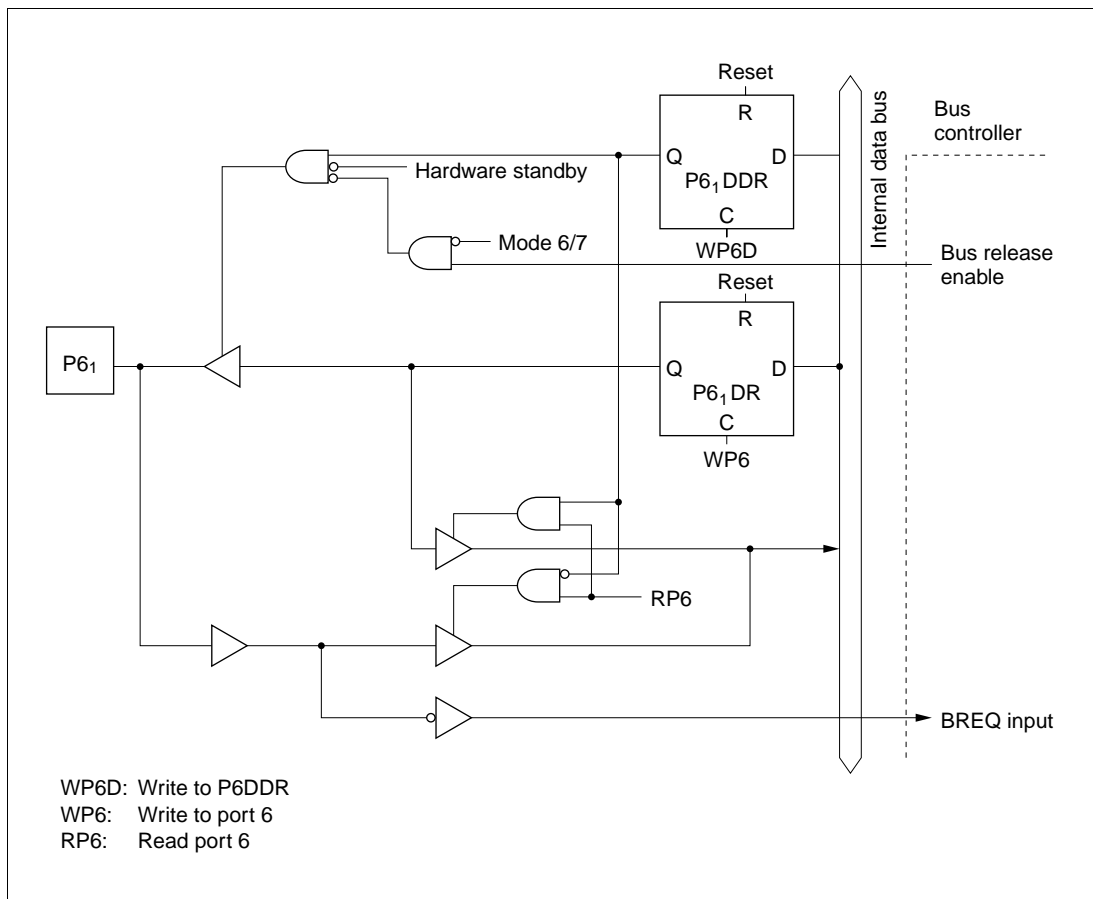 Reset
R
Q
D
P6₁DDR
C
WP6D
Internal data bus
Bus
controller
Hardware standby
Mode 6/7
Bus release
enable
Reset
R
Q
D
P6₁DR
C
WP6
P6₁
RP6
BREQ input
WP6D: Write to P6DDR
WP6: Write to port 6
RP6: Read port 6